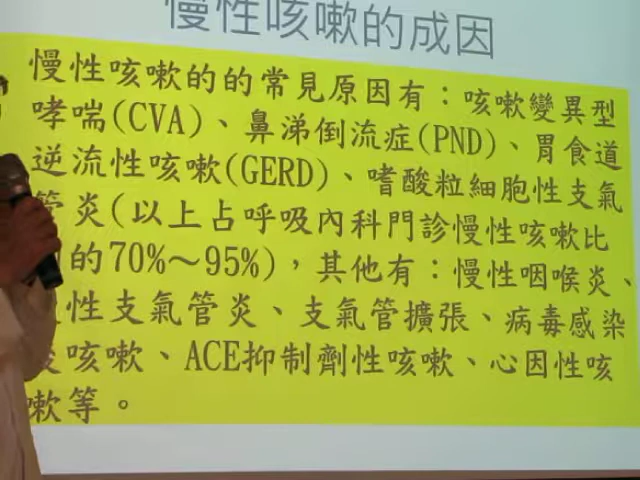 慢性咳嗽的成因
慢性咳嗽的的常見原因有：咳嗽變異型
哮喘(CVA)、鼻涕倒流症(PND)、胃食道
逆流性咳嗽(GERD)、嗜酸粒細胞性支氣
管炎(以上占呼吸內科門診慢性咳嗽比
的70%～95%)，其他有：慢性咽喉炎、
性支氣管炎、支氣管擴張、病毒感染
咳嗽、ACE抑制劑性咳嗽、心因性咳
嗽等。